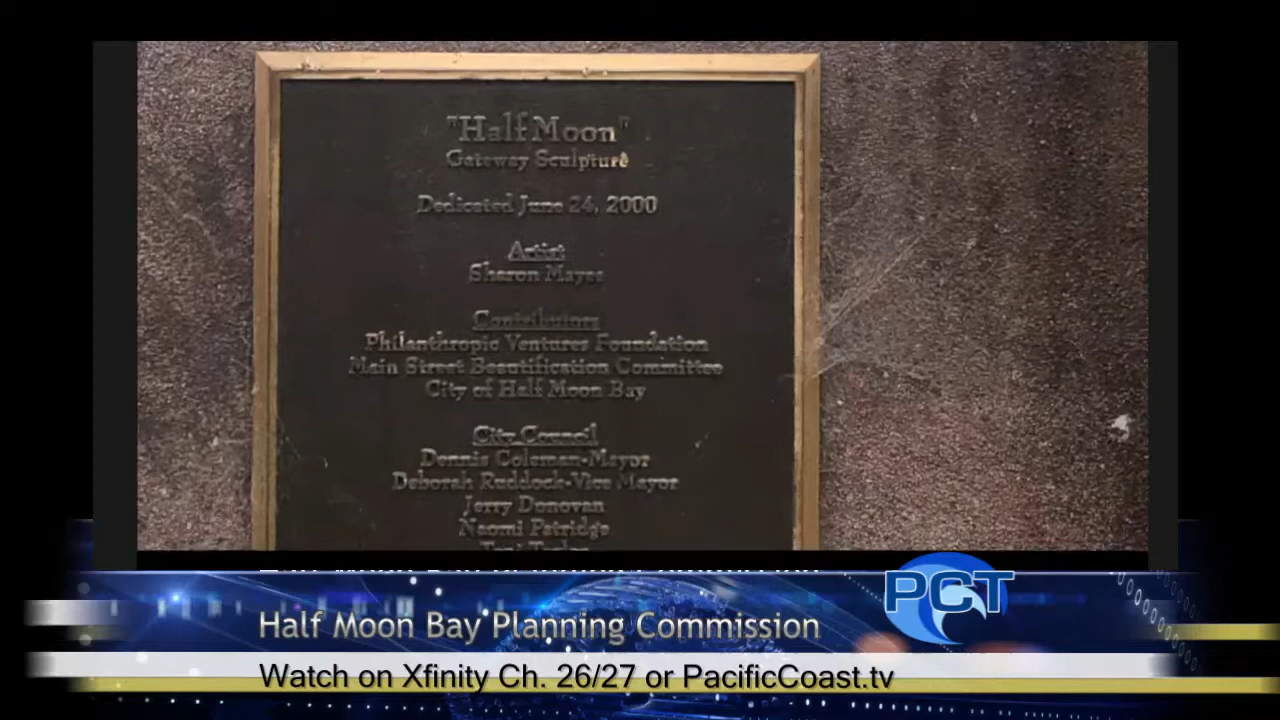 "Half Moon"
Gateway Sculpture
Dedicated June 24, 2000
Artist
Sharon Mayes
Contributors
Philanthropic Ventures Foundation
Main Street Beautification Committee
City of Half Moon Bay
City Council
Dennis Coleman-Mayor
Deborah Ruddock-Vice Mayor
Jerry Donovan
Naomi Patridge
PCT
Half Moon Bay Planning Commission
Watch on Xfinity Ch. 26/27 or PacificCoast.tv